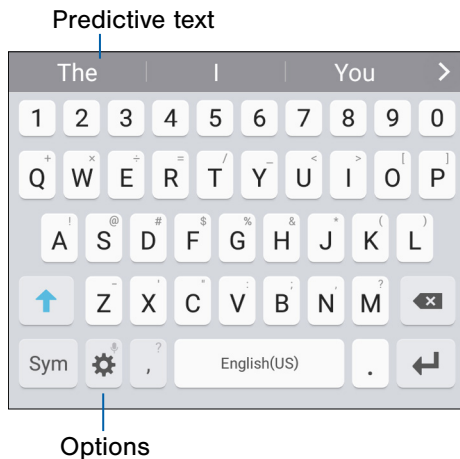 Predictive text
The I You >
1 2 3 4 5 6 7 8 9 0
+ × ÷ = / _ < > [ ]
Q W E R T Y U I O P
! @ # $ % & * ( )
A S D F G H J K L
- ' " : ; , ?
Z X C V B N M
?
Sym , English(US) .
Options